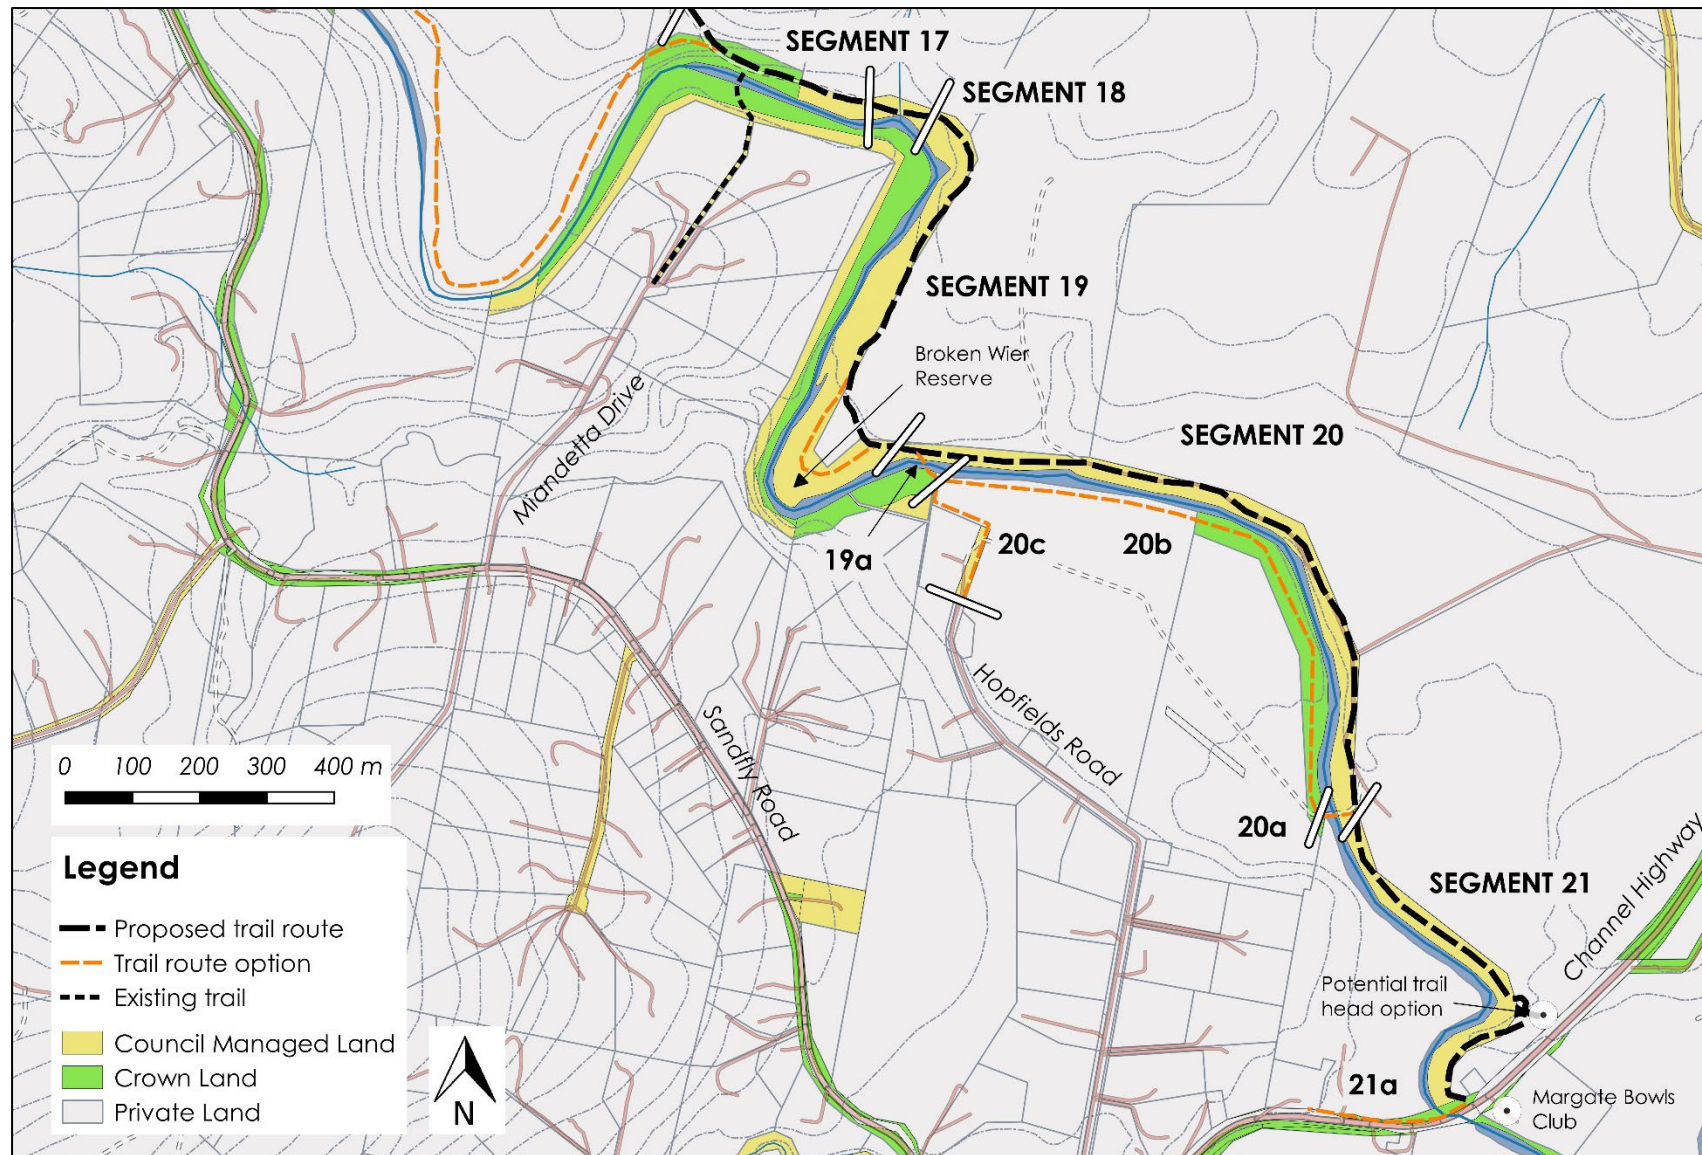 SEGMENT 17
SEGMENT 18
SEGMENT 19
Broken Wier
Reserve
Miandetta Drive
SEGMENT 20
19a
20c
20b
Hopfields Road
Sandfly Road
20a
SEGMENT 21
Channel Highway
Potential trail
head option
21a
Margate Bowls
Club
0 100 200 300 400 m
Legend
Proposed trail route
Trail route option
Existing trail
Council Managed Land
Crown Land
Private Land
N